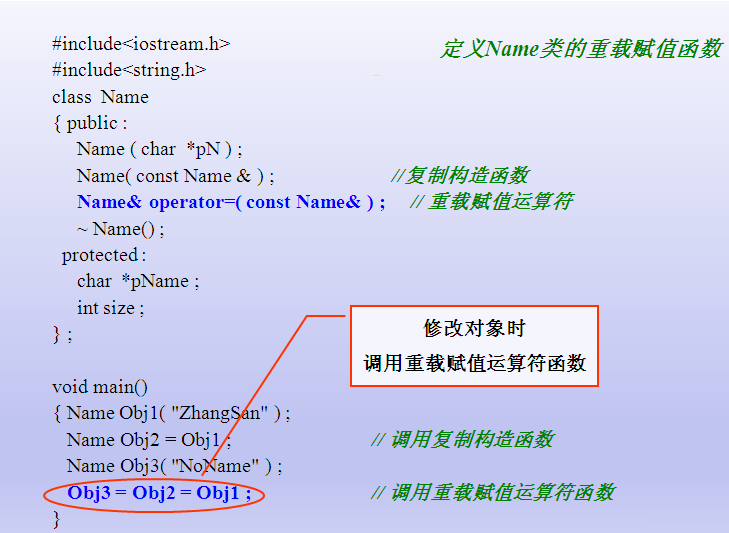 #include<iostream.h>
定义Name类的重载赋值函数
#include<string.h>
class Name
{ public :
Name ( char *pN ) ;
Name( const Name & ) ; //复制构造函数
Name& operator=( const Name& ) ; // 重载赋值运算符
~ Name() ;
protected :
char *pName ;
int size ;
} ;
修改对象时
调用重载赋值运算符函数
void main()
{ Name Obj1( "ZhangSan" ) ;
Name Obj2 = Obj1 ; // 调用复制构造函数
Name Obj3( "NoName" ) ;
Obj3 = Obj2 = Obj1 ; // 调用重载赋值运算符函数
}